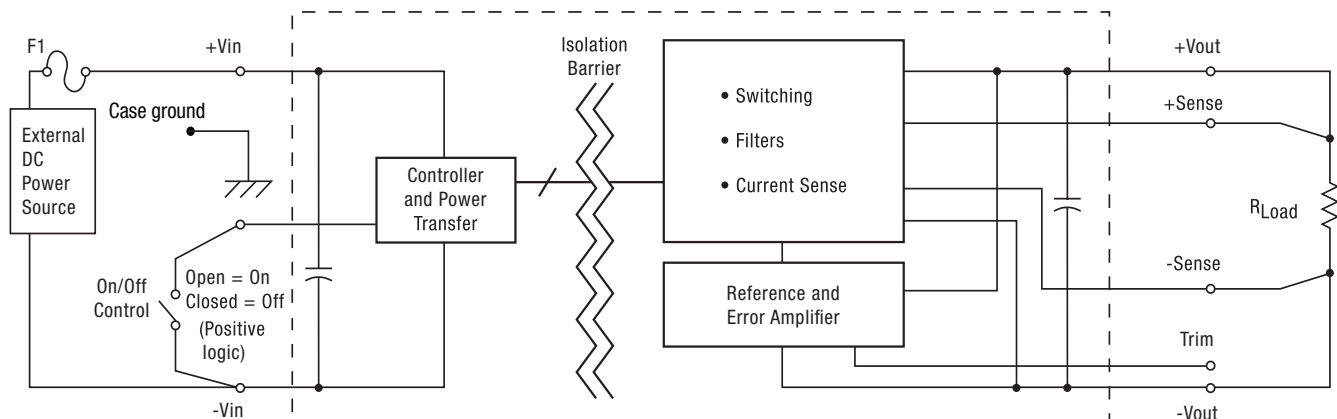 F1
+Vin
External
DC
Power
Source
Case ground
On/Off
Control
Open = On
Closed = Off
(Positive
logic)
-Vin
Controller
and Power
Transfer
Isolation
Barrier
• Switching
• Filters
• Current Sense
Reference and
Error Amplifier
+Vout
+Sense
RLoad
-Sense
Trim
-Vout